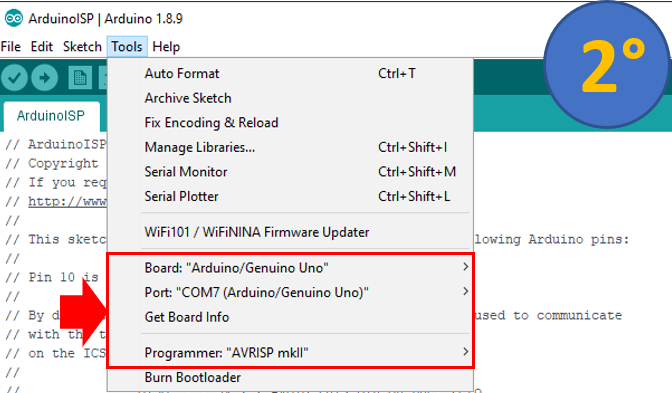 ArduinoISP | Arduino 1.8.9
2°
File Edit Sketch Tools Help
Auto Format Ctrl+T
ArduinoISP
Archive Sketch
Fix Encoding & Reload
// ArduinoISP
Manage Libraries... Ctrl+Shift+I
// Copyright
Serial Monitor Ctrl+Shift+M
// If you req
Serial Plotter Ctrl+Shift+L
// http://www
//
WiFi101 / WiFiNINA Firmware Updater
// This sketc lowing Arduino pins:
//
Board: "Arduino/Genuino Uno"
// Pin 10 is
Port: "COM7 (Arduino/Genuino Uno)"
//
Get Board Info
// By d used to communicate
// with the t
// on the ICS
Programmer: "AVRISP mkII"
//
Burn Bootloader
//